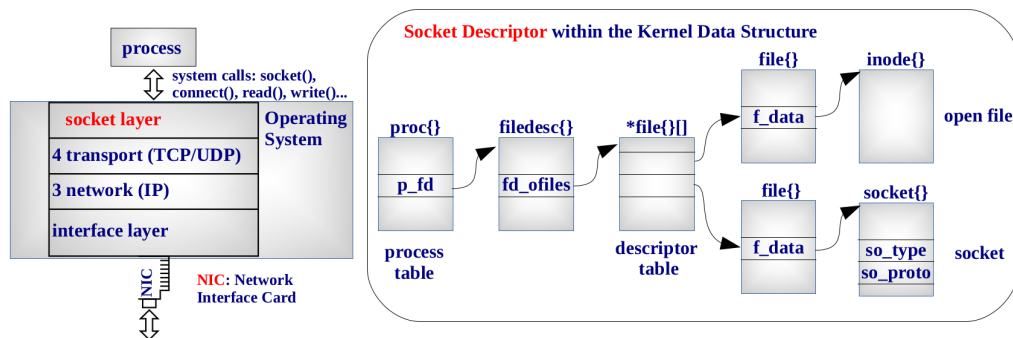 process
system calls: socket(),
connect(), read(), write()...
socket layer
Operating
System
4 transport (TCP/UDP)
3 network (IP)
interface layer
NIC
NIC: Network
Interface Card
Socket Descriptor within the Kernel Data Structure
proc{}
p_fd
process
table
filedesc{}
fd_ofiles
*file{}[]
descriptor
table
file{}
f_data
inode{}
open file
file{}
f_data
socket{}
so_type
so_proto
socket